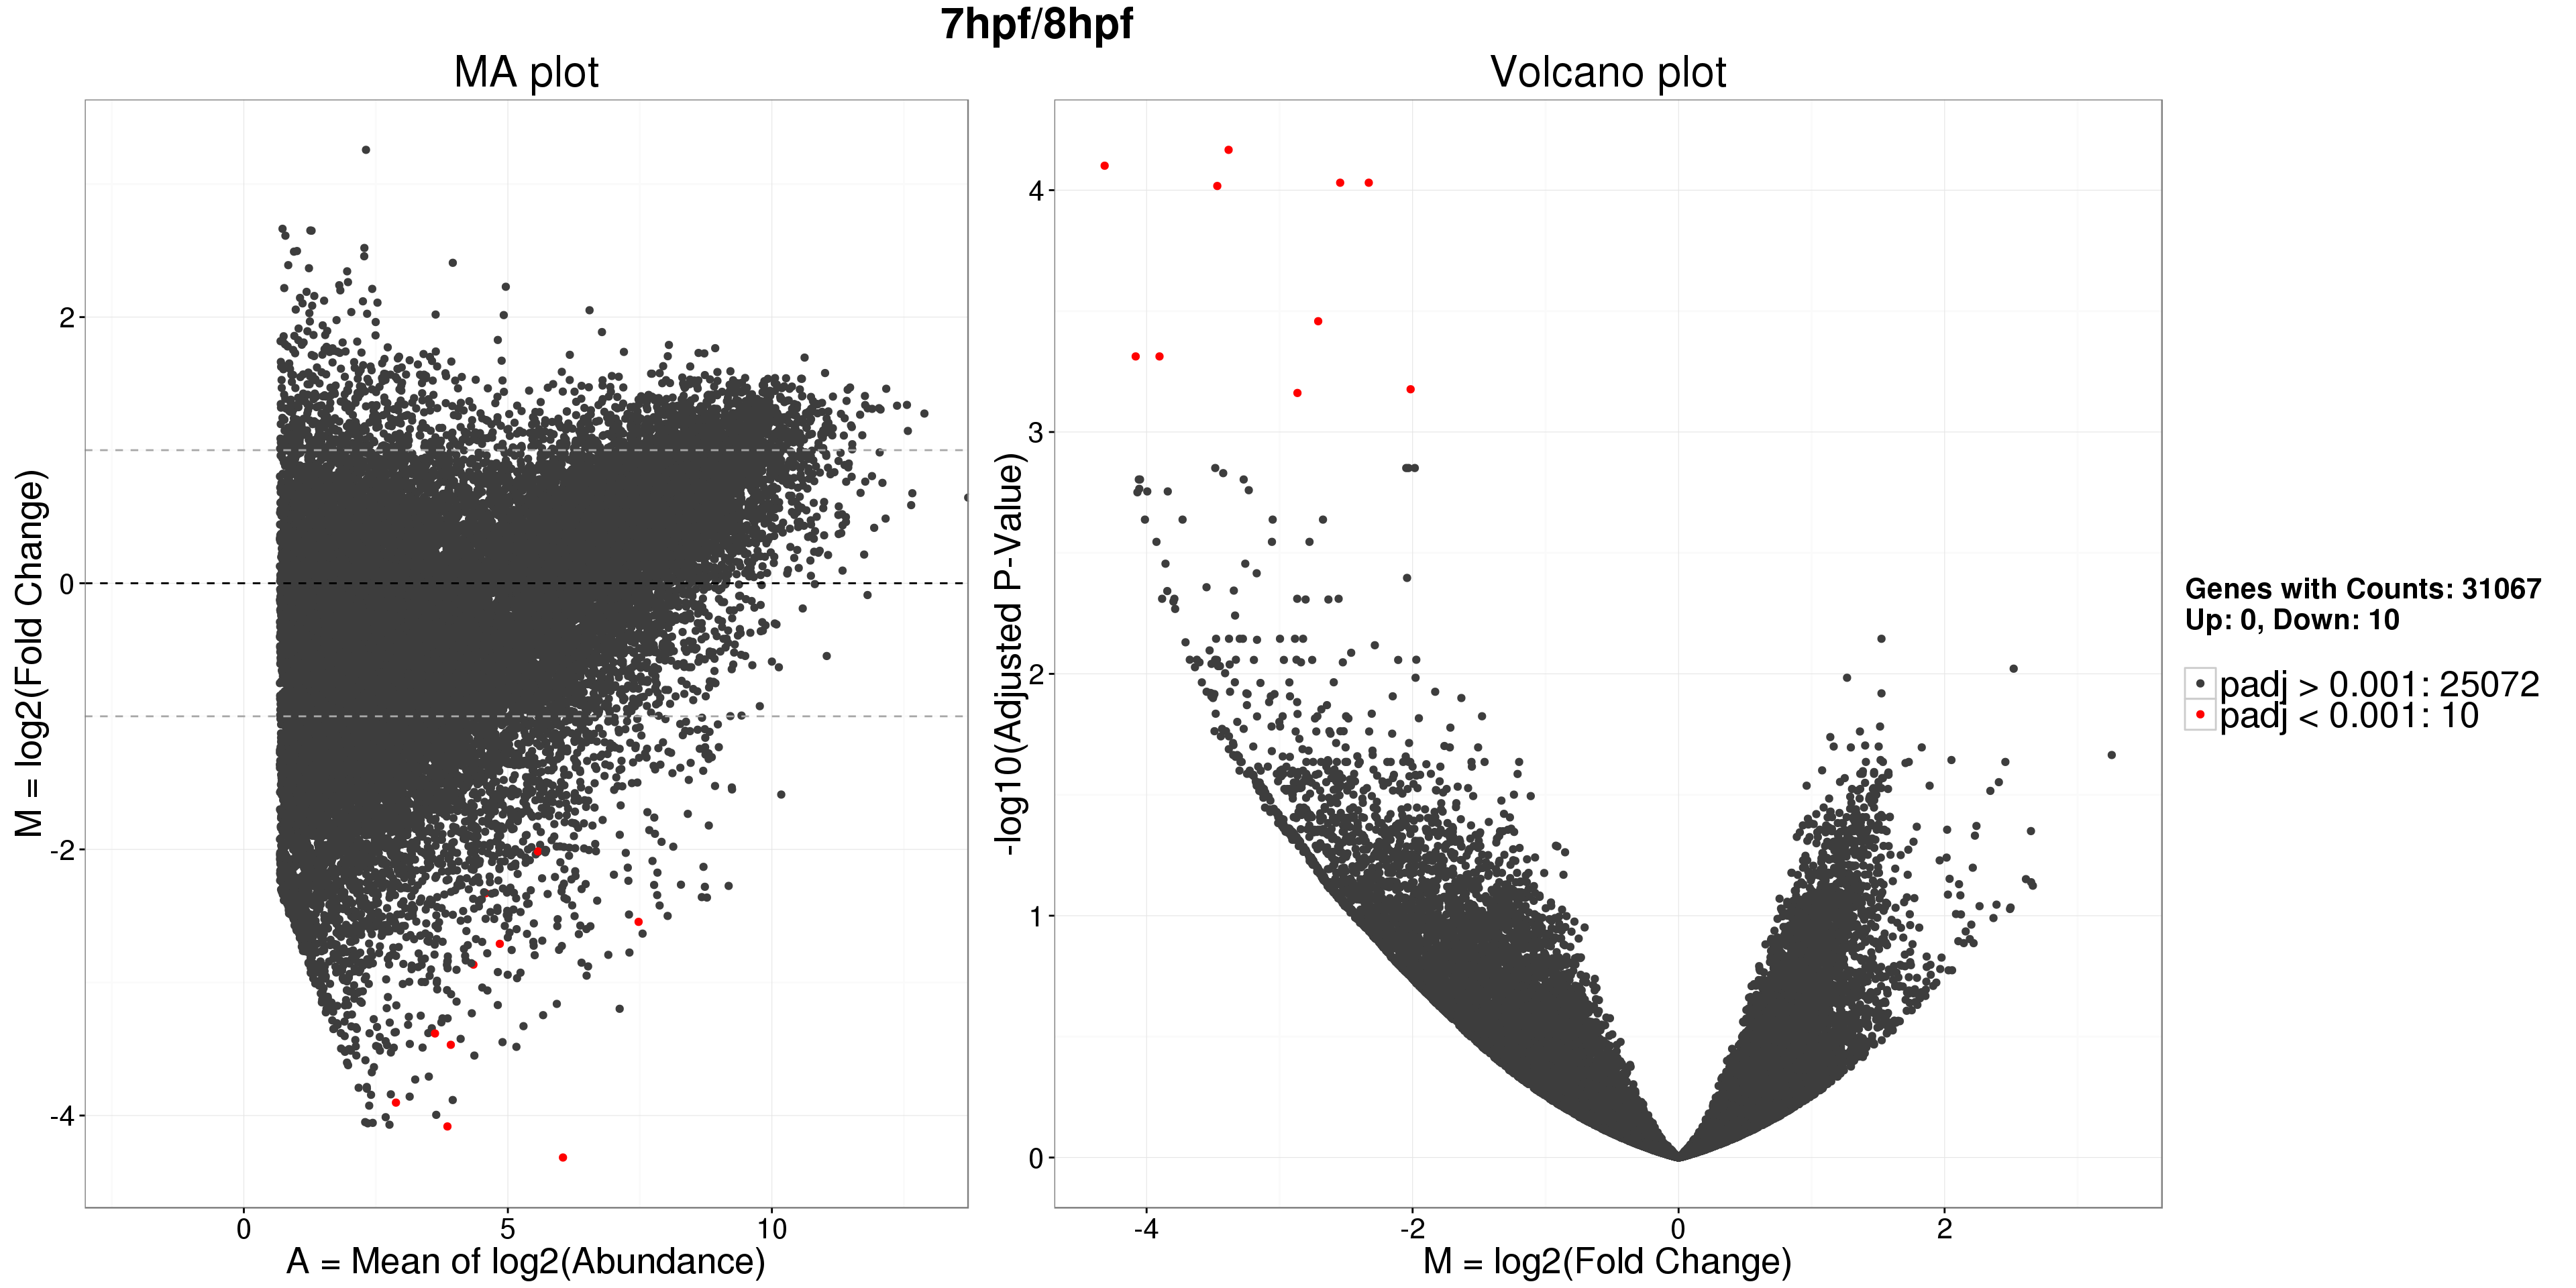 7hpf/8hpf
MA plot
M = log2(Fold Change)
2
0
-2
-4
0
5
10
A = Mean of log2(Abundance)
Volcano plot
-log10(Adjusted P-Value)
4
3
2
1
0
-4
-2
0
2
M = log2(Fold Change)
Genes with Counts: 31067
Up: 0, Down: 10
padj > 0.001: 25072
padj < 0.001: 10